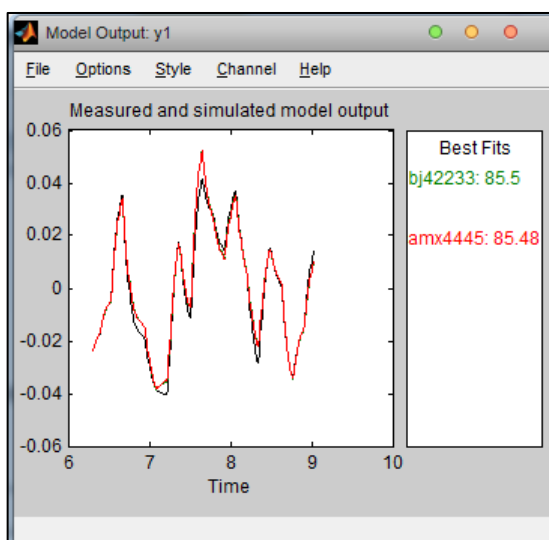 Model Output: y1
File Options Style Channel Help
Measured and simulated model output
0.06
0.04
0.02
0
-0.02
-0.04
-0.06
6 7 8 9 10
Time
Best Fits
bj42233: 85.5
amx4445: 85.48